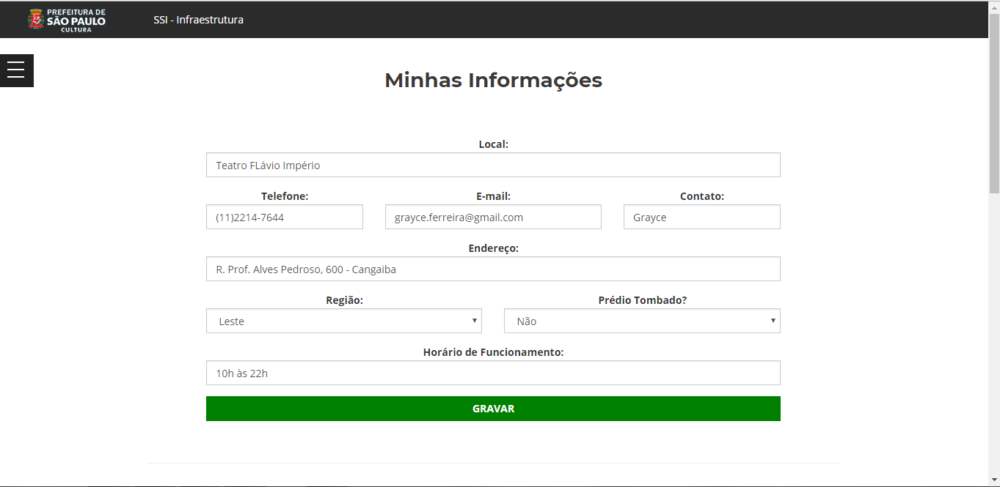 PREFEITURA DE
SÃO PAULO
CULTURA
SSI - Infraestrutura
Minhas Informações
Local:
Teatro FLávio Império
Telefone: E-mail: Contato:
(11)2214-7644 grayce.ferreira@gmail.com Grayce
Endereço:
R. Prof. Alves Pedroso, 600 - Cangaiba
Região: Prédio Tombado?
Leste Não
Horário de Funcionamento:
10h às 22h
GRAVAR